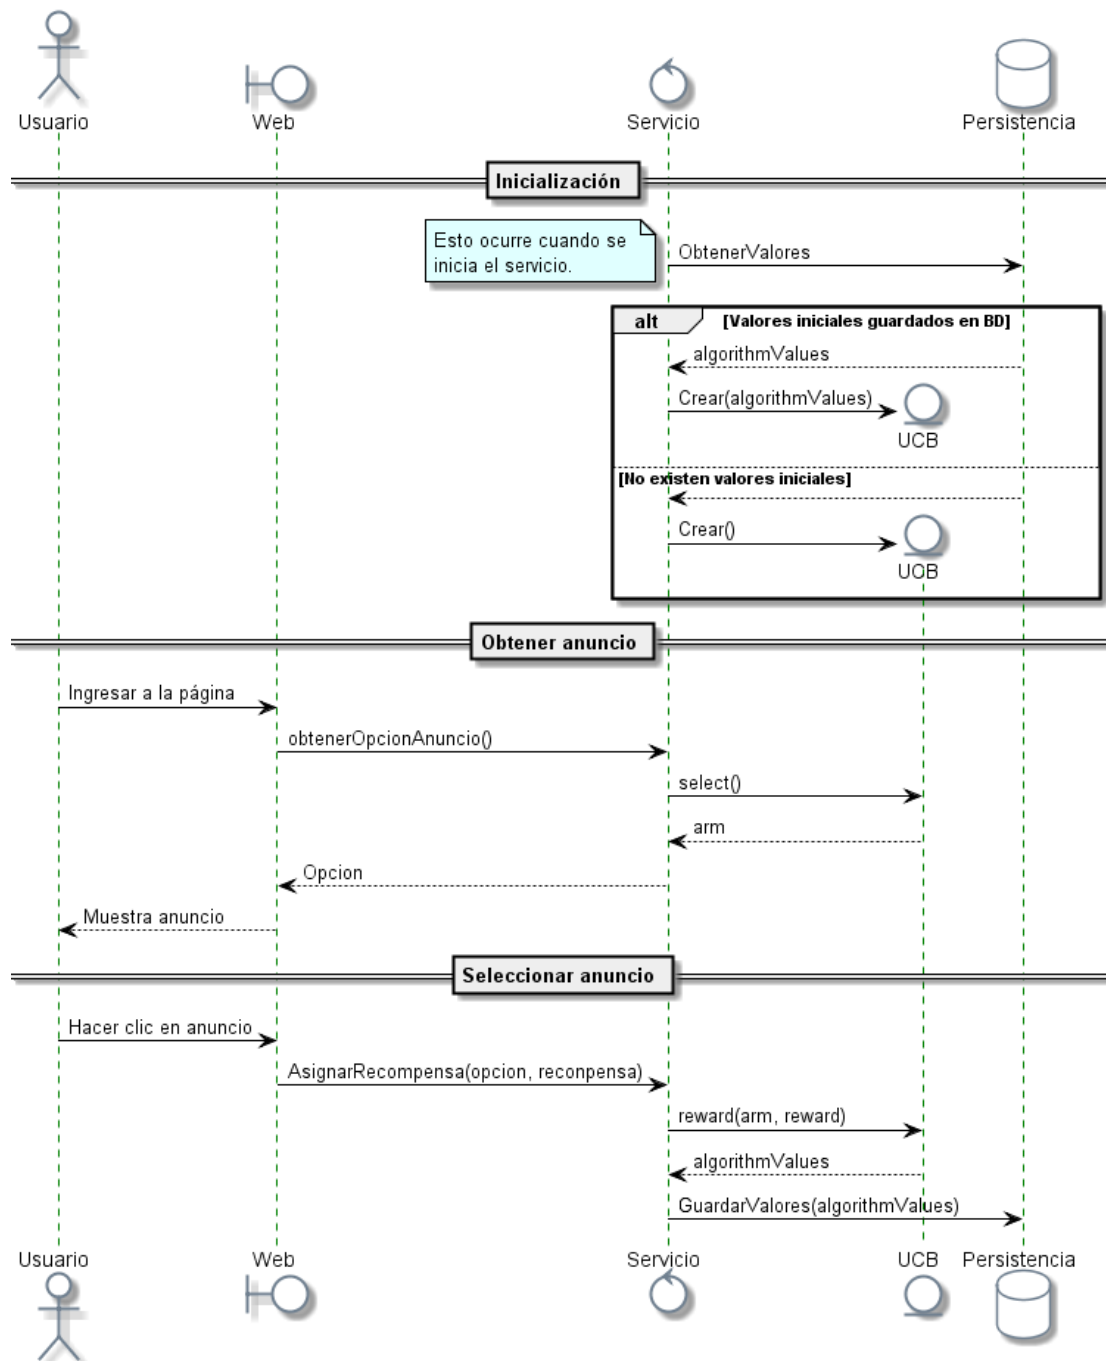 Usuario
Web
Servicio
Persistencia
Inicialización
Esto ocurre cuando se
inicia el servicio.
ObtenerValores
alt
[Valores iniciales guardados en BD]
algorithmValues
Crear(algorithmValues)
UCB
[No existen valores iniciales]
Crear()
UCB
Obtener anuncio
Ingresar a la página
obtenerOpcionAnuncio()
select()
arm
Opcion
Muestra anuncio
Seleccionar anuncio
Hacer clic en anuncio
AsignarRecompensa(opcion, reconpensa)
reward(arm, reward)
algorithmValues
GuardarValores(algorithmValues)
Usuario
Web
Servicio
UCB
Persistencia